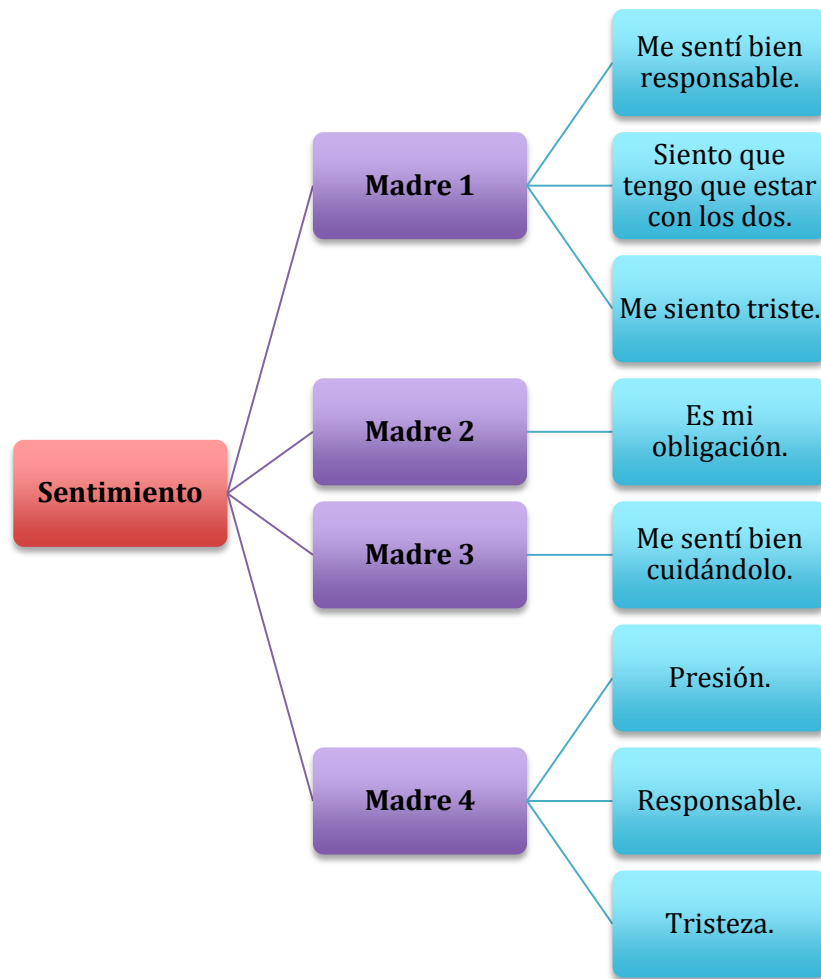 Sentimiento
Madre 1
Me sentí bien
responsable.
Siento que
tengo que estar
con los dos.
Me siento triste.
Madre 2
Es mi
obligación.
Madre 3
Me sentí bien
cuidándolo.
Madre 4
Presión.
Responsable.
Tristeza.